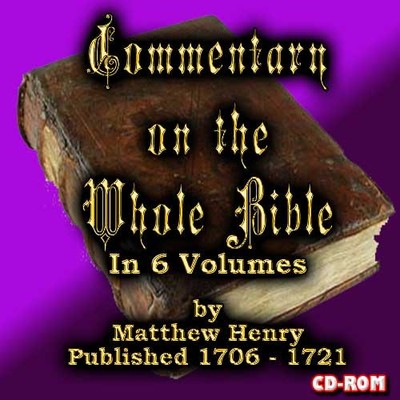 Commentary
on the
Whole Bible
In 6 Volumes
by
Matthew Henry
Published 1706 - 1721
CD-ROM